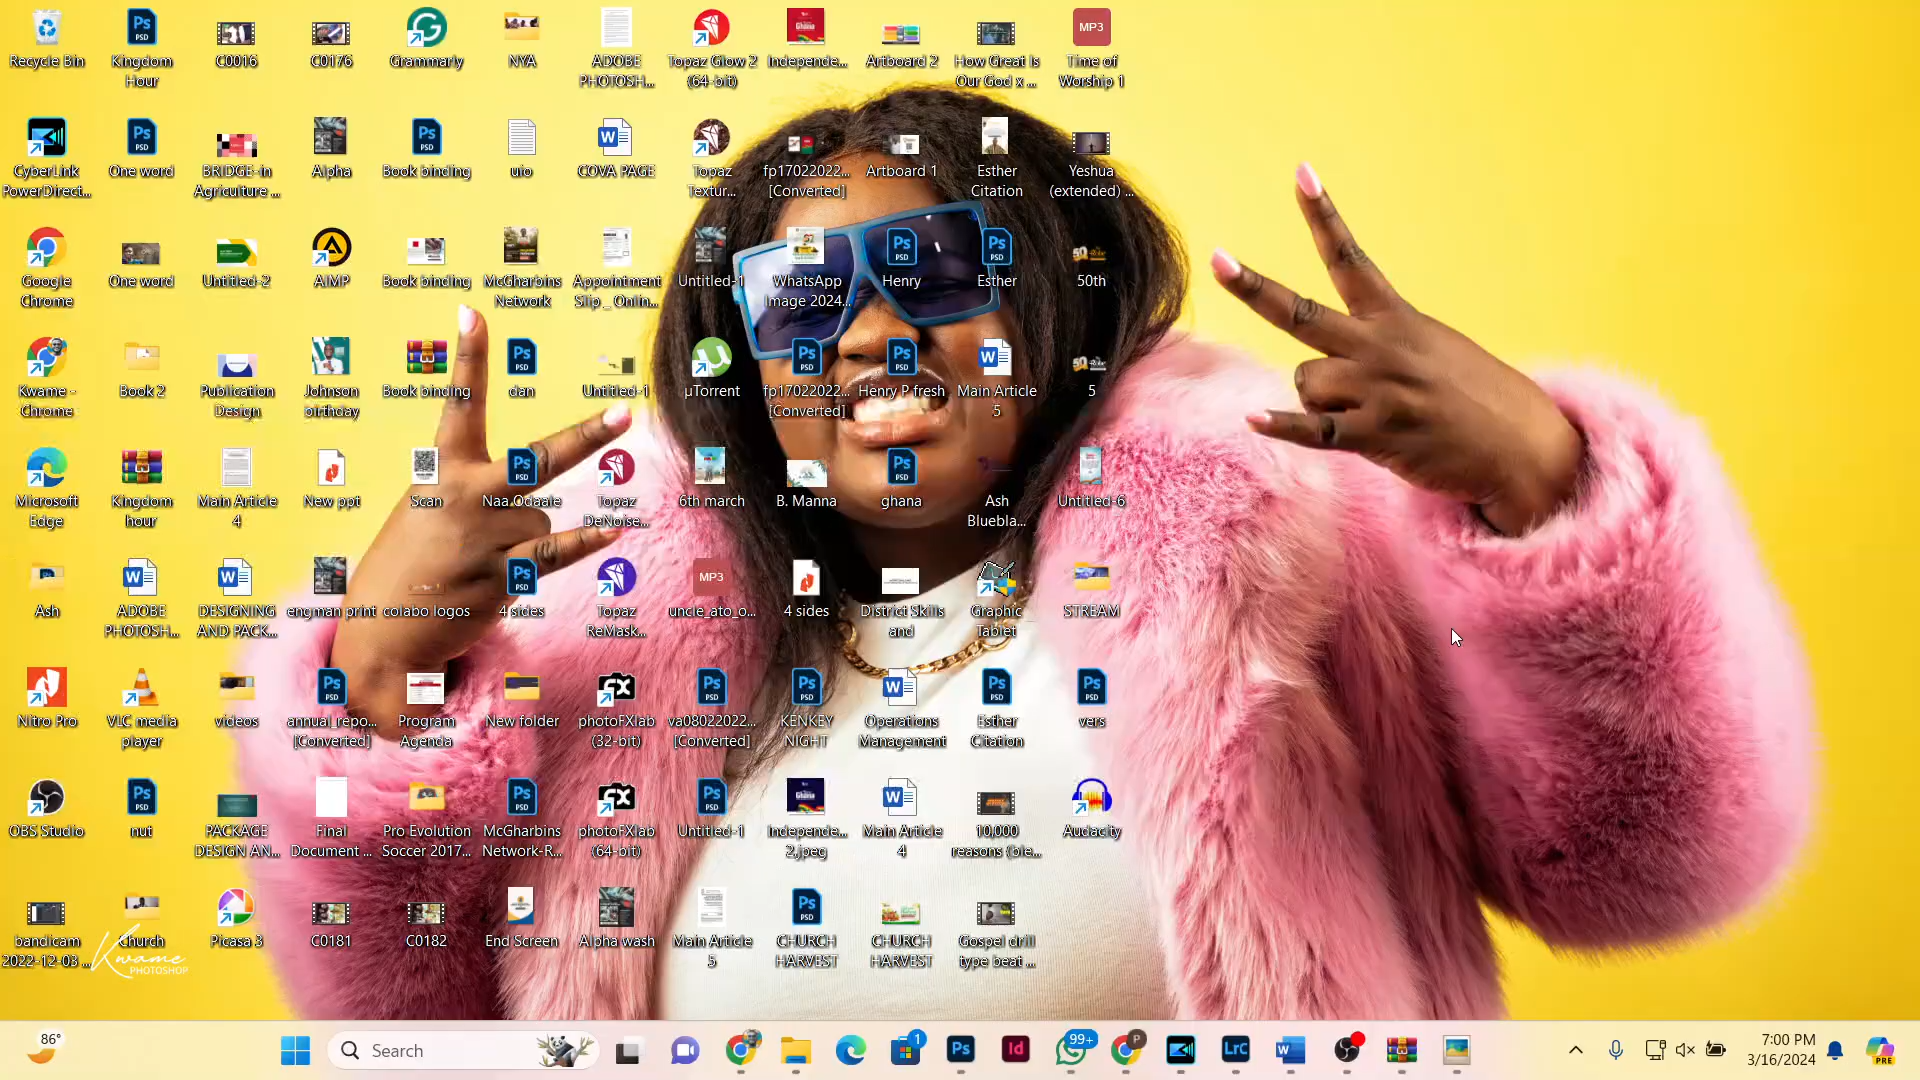 Recycle Bin
Kingdom
Hour
C0016
C0176
Grammarly
NYA
ADOBE
PHOTOSH...
Topaz Glow 2
(64-bit)
Independe...
Artboard 2
How Great Is
Our God x ...
MP3
Time of
Worship 1
CyberLink
PowerDirect...
One word
BRIDGE-in
Agriculture ...
Alpha
Book binding
uio
COVA PAGE
Topaz
Textur...
fp17022022...
[Converted]
Artboard 1
Esther
Citation
Yeshua
(extended) ...
Google
Chrome
One word
Untitled-2
AIMP
Book binding
McGharbins
Network
Appointment
Slip _ Onlin...
Untitled-1
WhatsApp
Image 2024...
Henry
Esther
50th
Kwame -
Chrome
Book 2
Publication
Design
Johnson
birthday
Book binding
dan
Untitled-1
µTorrent
fp17022022...
[Converted]
Henry P fresh
Main Article
5
5
Microsoft
Edge
Kingdom
hour
Main Article
4
New ppt
Scan
Naa Odaale
Topaz
DeNoise...
6th march
B. Manna
ghana
Ash
Bluebla...
Untitled-6
Ash
ADOBE
PHOTOSH...
DESIGNING
AND PACK...
engman print
colabo logos
4 sides
Topaz
ReMask...
MP3
uncle_ato_o...
4 sides
District Skills
and
Graphic
Tablet
STREAM
Nitro Pro
VLC media
player
videos
annual_repo...
[Converted]
Program
Agenda
New folder
photoFXlab
(32-bit)
va08022022...
[Converted]
KENKEY
NIGHT
Operations
Management
Esther
Citation
vers
OBS Studio
nut
PACKAGE
DESIGN AN...
Final
Document ...
Pro Evolution
Soccer 2017...
McGharbins
Network-R...
photoFXlab
(64-bit)
Untitled-1
Independe...
2.jpeg
Main Article
4
10,000
reasons (ble...
Audacity
bandicam
2022-12-03 ...
Church
Picasa 3
C0181
C0182
End Screen
Alpha wash
Main Article
5
CHURCH
HARVEST
CHURCH
HARVEST
Gospel drill
type beat ...
Kwame
PHOTOSHOP
86°
Search
1
Ps
Id
99+
P
LrC
W
7:00 PM
3/16/2024
PRE